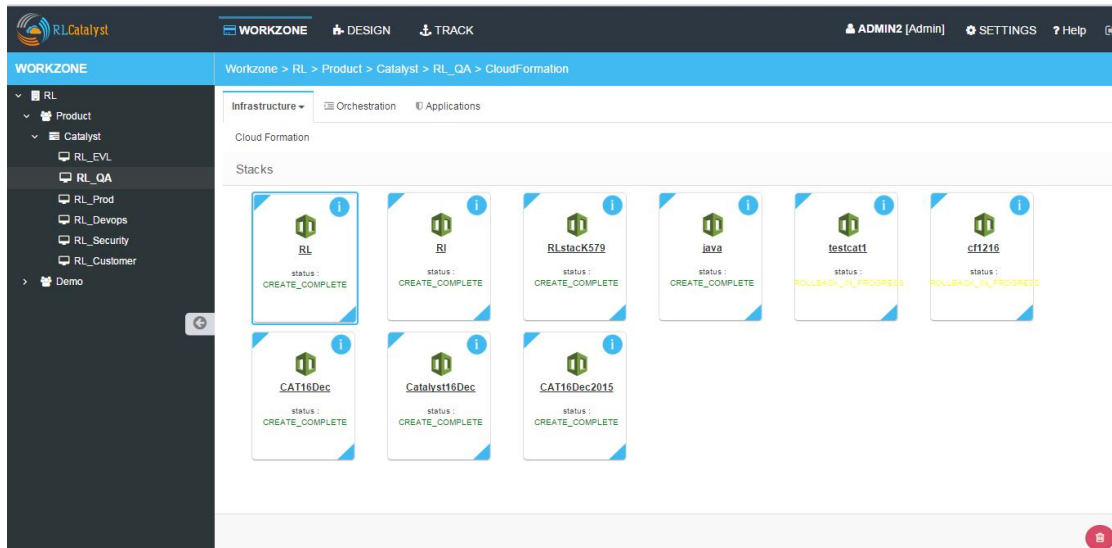 RLCatalyst
WORKZONE DESIGN TRACK ADMIN2 [Admin] SETTINGS ? Help
WORKZONE
Workzone > RL > Product > Catalyst > RL_QA > CloudFormation
RL
Product
Catalyst
RL_EVL
RL_QA
RL_Prod
RL_Devops
RL_Security
RL_Customer
Demo
Infrastructure Orchestration Applications
Cloud Formation
Stacks
RL
status :
CREATE_COMPLETE
Rl
status :
CREATE_COMPLETE
RLstacK579
status :
CREATE_COMPLETE
java
status :
CREATE_COMPLETE
testcat1
status :
ROLLBACK_IN_PROGRESS
cf1216
status :
ROLLBACK_IN_PROGRESS
CAT16Dec
status :
CREATE_COMPLETE
Catalyst16Dec
status :
CREATE_COMPLETE
CAT16Dec2015
status :
CREATE_COMPLETE